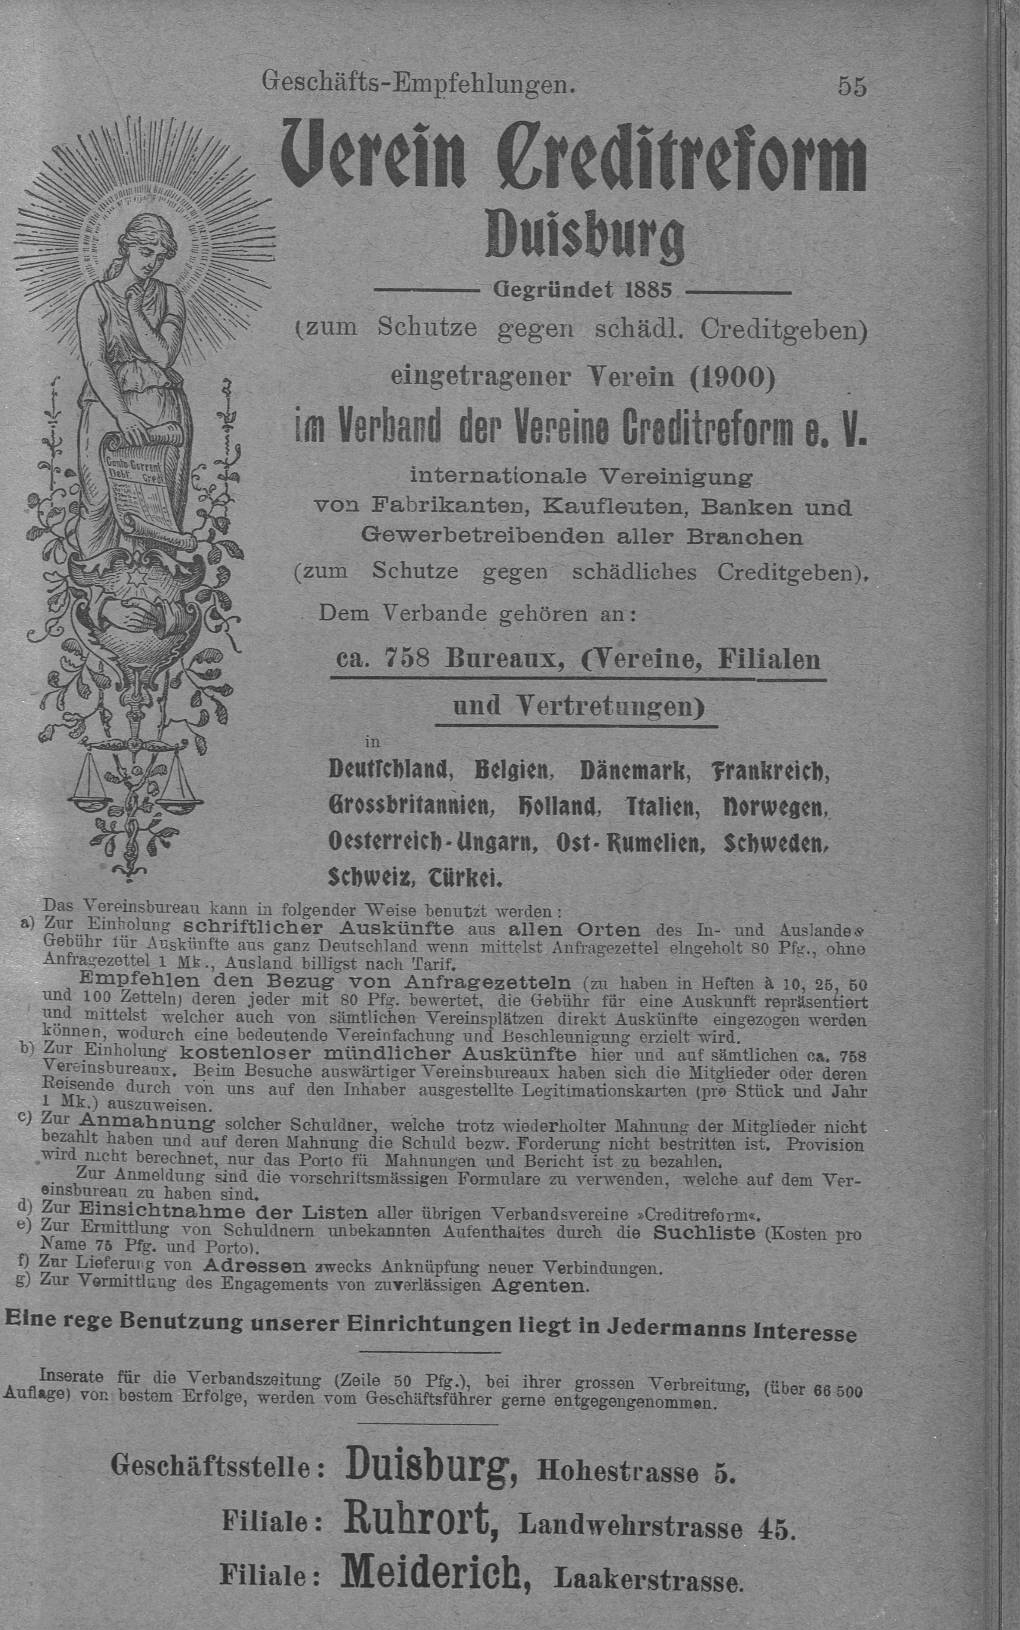 Geschäfts-Empfehlungen. 55
Verein Creditreform
Duisburg
Gegründet 1885
(zum Schutze gegen schädl. Creditgeben)
eingetragener Verein (1900)
im Verband der Vereine Creditreform e. V.
internationale Vereinigung
von Fabrikanten, Kaufleuten, Banken und
Gewerbetreibenden aller Branchen
(zum Schutze gegen schädliches Creditgeben).
Conto-Corrent
Debt. Credt
Dem Verbande gehören an:
ca. 758 Bureaux, (Vereine, Filialen
und Vertretungen)
in
Deutschland, Belgien, Dänemark, Frankreich,
Grossbritannien, Holland, Italien, Norwegen,
Oesterreich-Ungarn, Ost-Rumelien, Schweden,
Schweiz, Türkei.
Das Vereinsbureau kann in folgender Weise benutzt werden:
a) Zur Einholung schriftlicher Auskünfte aus allen Orten des In- und Auslandes
Gebühr für Auskünfte aus ganz Deutschland wenn mittelst Anfragezettel eingeholt 80 Pfg., ohne
Anfragezettel 1 Mk., Ausland billigst nach Tarif.
Empfehlen den Bezug von Anfragezetteln (zu haben in Heften à 10, 25, 50
und 100 Zetteln) deren jeder mit 80 Pfg. bewertet, die Gebühr für eine Auskunft repräsentiert
und mittelst welcher auch von sämtlichen Vereinsplätzen direkt Auskünfte eingezogen werden
können, wodurch eine bedeutende Vereinfachung und Beschleunigung erzielt wird.
b) Zur Einholung kostenloser mündlicher Auskünfte hier und auf sämtlichen ca. 758
Vereinsbureaux. Beim Besuche auswärtiger Vereinsbureaux haben sich die Mitglieder oder deren
Reisende durch von uns auf den Inhaber ausgestellte Legitimationskarten (pro Stück und Jahr
1 Mk.) auszuweisen.
c) Zur Anmahnung solcher Schuldner, welche trotz wiederholter Mahnung der Mitglieder nicht
bezahlt haben und auf deren Mahnung die Schuld bezw. Forderung nicht bestritten ist. Provision
wird nicht berechnet, nur das Porto fü Mahnungen und Bericht ist zu bezahlen.
Zur Anmeldung sind die vorschriftsmässigen Formulare zu verwenden, welche auf dem Ver-
einsbureau zu haben sind.
d) Zur Einsichtnahme der Listen aller übrigen Verbandsvereine »Creditreform«.
e) Zur Ermittlung von Schuldnern unbekannten Aufenthaltes durch die Suchliste (Kosten pro
Name 75 Pfg. und Porto).
f) Zur Lieferung von Adressen zwecks Anknüpfung neuer Verbindungen.
g) Zur Vermittlung des Engagements von zuverlässigen Agenten.
Eine rege Benutzung unserer Einrichtungen liegt in Jedermanns Interesse
Inserate für die Verbandszeitung (Zeile 50 Pfg.), bei ihrer grossen Verbreitung, (über 66 500
Auflage) von bestem Erfolge, werden vom Geschäftsführer gerne entgegengenommen.
Geschäftsstelle: Duisburg, Hohestrasse 5.
Filiale: Ruhrort, Landwehrstrasse 45.
Filiale: Meiderich, Laakerstrasse.